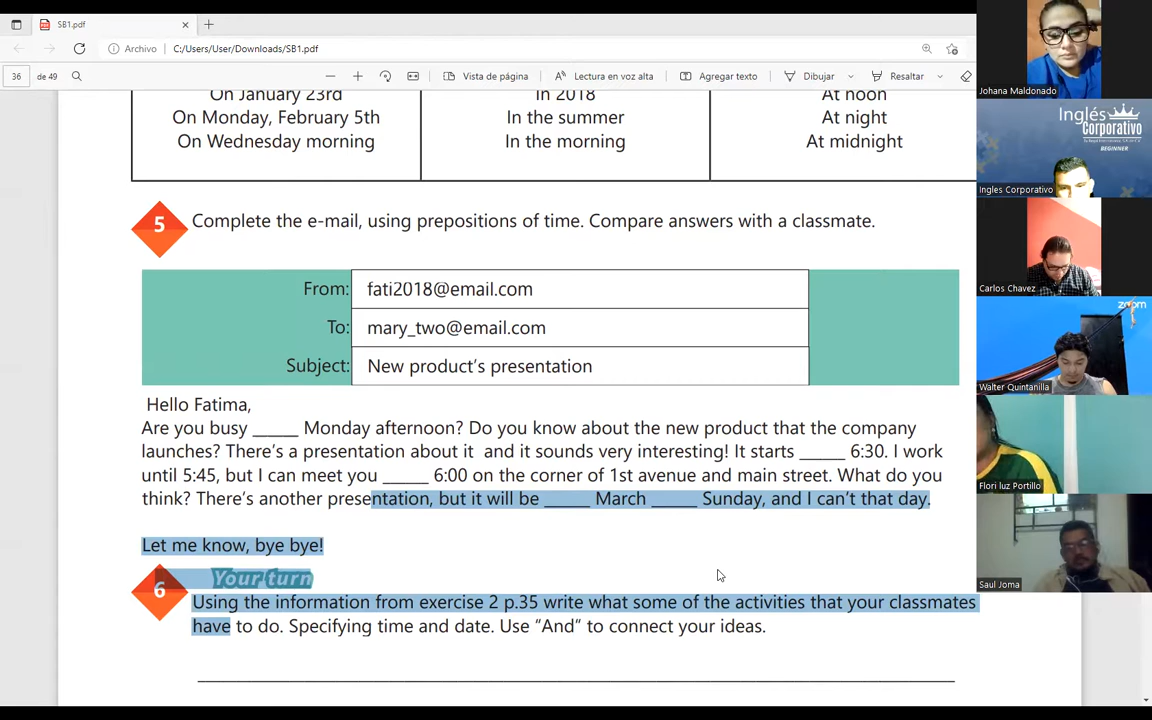 SB1.pdf
Archivo C:/Users/User/Downloads/SB1.pdf
36 de 49 Vista de página Lectura en voz alta Agregar texto Dibujar Resaltar
On January 23rd In 2018 At noon
On Monday, February 5th In the summer At night
On Wednesday morning In the morning At midnight
5 Complete the e-mail, using prepositions of time. Compare answers with a classmate.
From: fati2018@email.com
To: mary_two@email.com
Subject: New product's presentation
Hello Fatima,
Are you busy _____ Monday afternoon? Do you know about the new product that the company
launches? There's a presentation about it and it sounds very interesting! It starts _____ 6:30. I work
until 5:45, but I can meet you _____ 6:00 on the corner of 1st avenue and main street. What do you
think? There's another presentation, but it will be _____ March _____ Sunday, and I can't that day.
Let me know, bye bye!
6 Your turn
Using the information from exercise 2 p.35 write what some of the activities that your classmates
have to do. Specifying time and date. Use "And" to connect your ideas.
Johana Maldonado
Inglés
Corporativo
BEGINNER
Ingles Corporativo
Carlos Chavez
zoom
Walter Quintanilla
Flori luz Portillo
Saul Joma